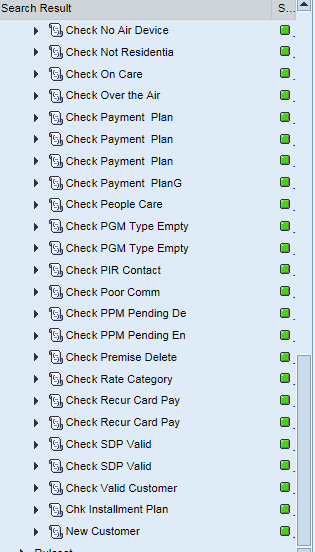 Search Result S...
Check No Air Device
Check Not Residentia
Check On Care
Check Over the Air
Check Payment  Plan
Check Payment  Plan
Check Payment  Plan
Check Payment  PlanG
Check People Care
Check PGM Type Empty
Check PGM Type Empty
Check PIR Contact
Check Poor Comm
Check PPM Pending De
Check PPM Pending En
Check Premise Delete
Check Rate Category
Check Recur Card Pay
Check Recur Card Pay
Check SDP Valid
Check SDP Valid
Check Valid Customer
Chk Installment Plan
New Customer